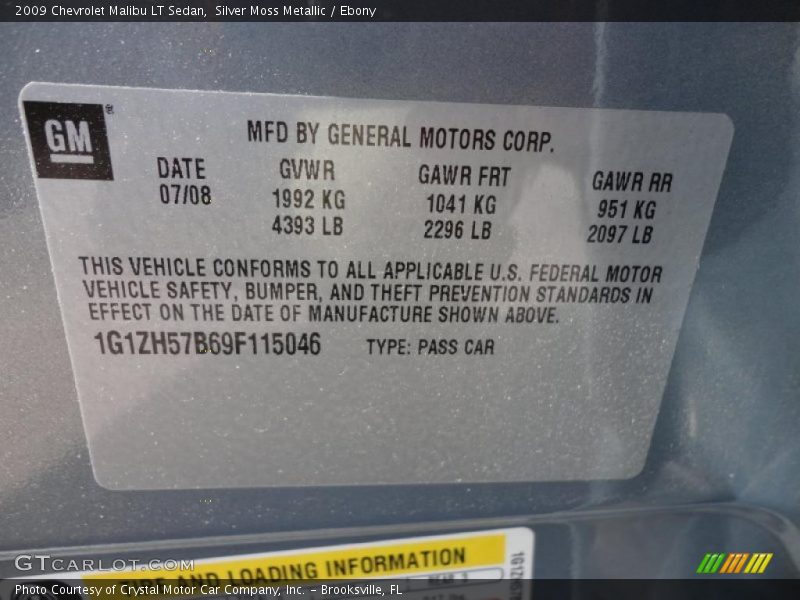 2009 Chevrolet Malibu LT Sedan, Silver Moss Metallic / Ebony
GM®
MFD BY GENERAL MOTORS CORP.
DATE GVWR GAWR FRT GAWR RR
07/08 1992 KG 1041 KG 951 KG
4393 LB 2296 LB 2097 LB
THIS VEHICLE CONFORMS TO ALL APPLICABLE U.S. FEDERAL MOTOR
VEHICLE SAFETY, BUMPER, AND THEFT PREVENTION STANDARDS IN
EFFECT ON THE DATE OF MANUFACTURE SHOWN ABOVE.
1G1ZH57B69F115046 TYPE: PASS CAR
AND LOADING INFORMATION
GTCARLOT.COM
Photo Courtesy of Crystal Motor Car Company, Inc. – Brooksville, FL